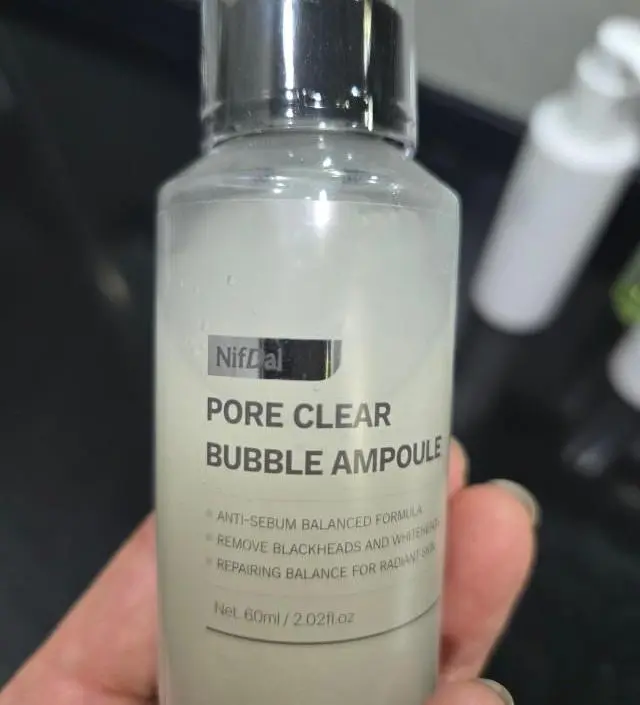 NifDal
PORE CLEAR
BUBBLE AMPOULE
ANTI-SEBUM BALANCED FORMULA
REMOVE BLACKHEADS AND WHITEHEADS
REPAIRING BALANCE FOR RADIANT SKIN
Net. 60ml / 2.02fl.oz